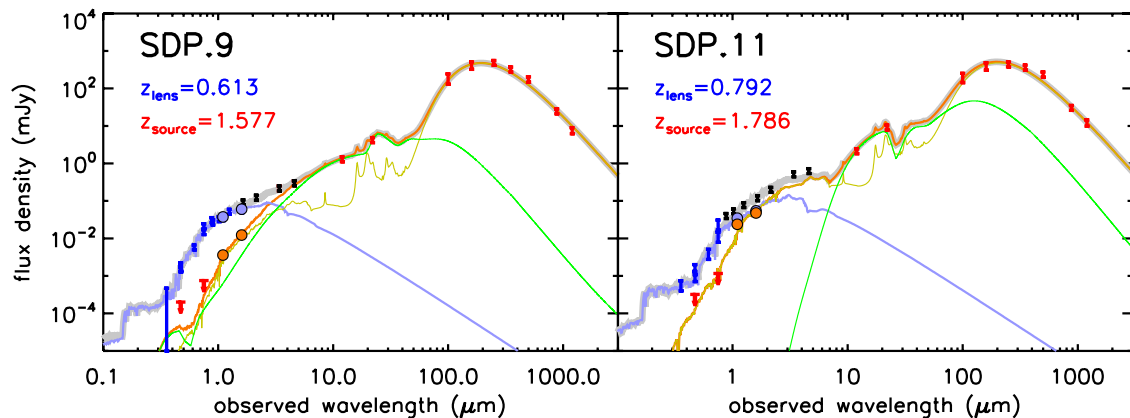 SDP.9
z_lens=0.613
z_source=1.577
SDP.11
z_lens=0.792
z_source=1.786
flux density (mJy)
10^4
10^2
10^0
10^-2
10^-4
0.1 1.0 10.0 100.0 1000.0
1 10 100 1000
observed wavelength (μm)
observed wavelength (μm)